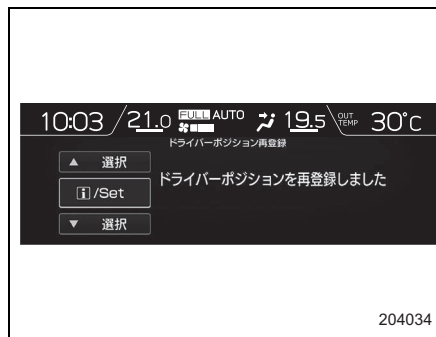 10:03 21.0 FULL AUTO 19.5 OUT TEMP 30°C
ドライバーポジション再登録
▲ 選択
i/Set
ドライバーポジションを再登録しました
▼ 選択
204034